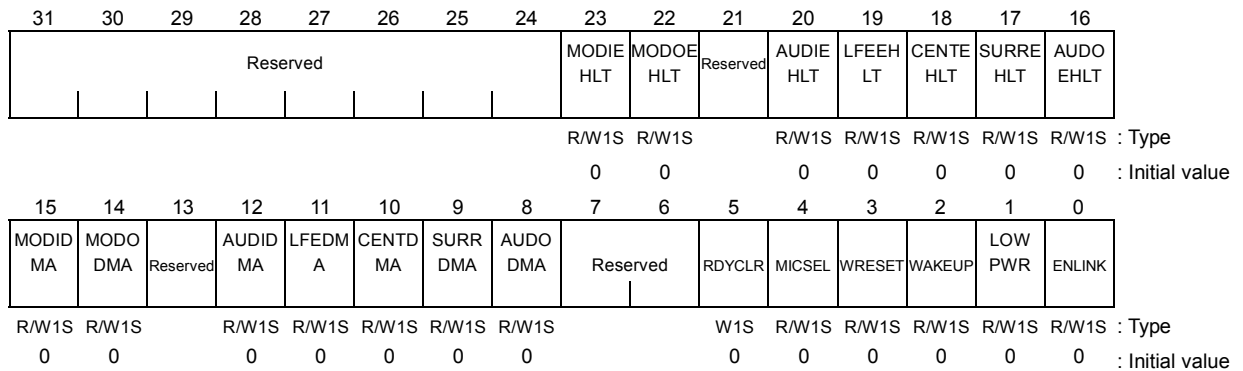 31 30 29 28 27 26 25 24 23 22 21 20 19 18 17 16
Reserved MODIE HLT MODOE HLT Reserved AUDIE HLT LFEEH LT CENTE HLT SURRE HLT AUDO EHLT
R/W1S R/W1S R/W1S R/W1S R/W1S R/W1S R/W1S : Type
0 0 0 0 0 0 0 : Initial value
15 14 13 12 11 10 9 8 7 6 5 4 3 2 1 0
MODID MA MODO DMA Reserved AUDID MA LFEDM A CENTD MA SURR DMA AUDO DMA Reserved RDYCLR MICSEL WRESET WAKEUP LOW PWR ENLINK
R/W1S R/W1S R/W1S R/W1S R/W1S R/W1S R/W1S W1S R/W1S R/W1S R/W1S R/W1S R/W1S : Type
0 0 0 0 0 0 0 0 0 0 0 0 0 : Initial value